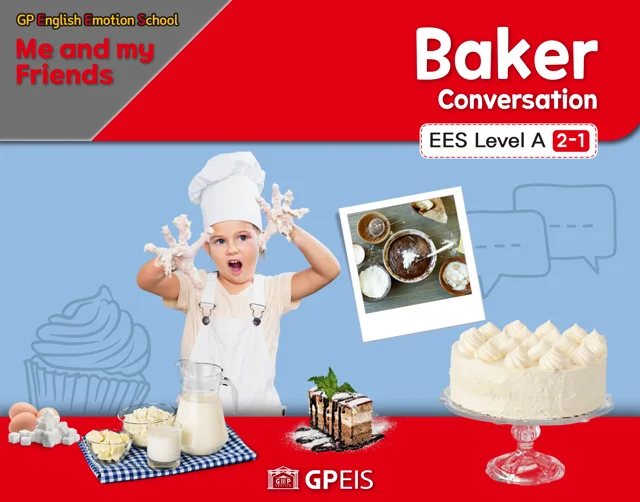 GP English Emotion School
Me and my
Friends
Baker
Conversation
EES Level A 2-1
GPEIS